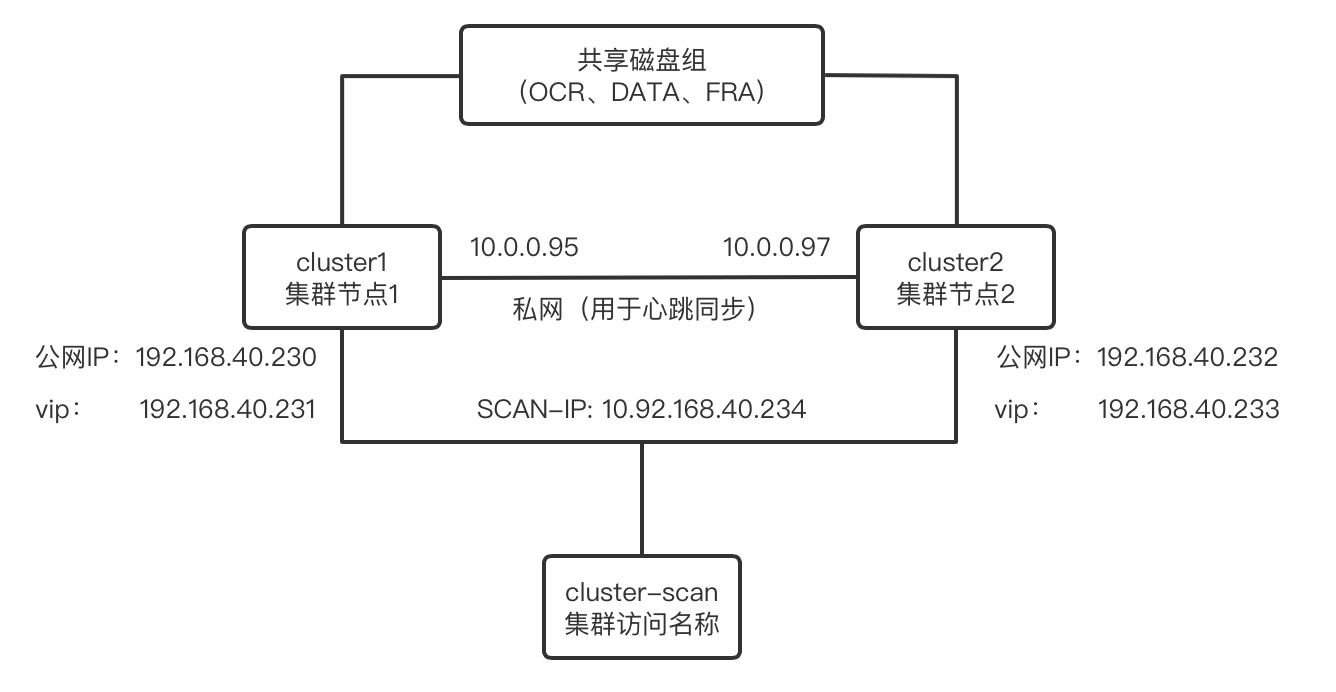 共享磁盘组
（OCR、DATA、FRA）
cluster1
集群节点1
10.0.0.95
10.0.0.97
私网（用于心跳同步）
cluster2
集群节点2
公网IP：192.168.40.230
vip： 192.168.40.231
SCAN-IP: 10.92.168.40.234
公网IP：192.168.40.232
vip： 192.168.40.233
cluster-scan
集群访问名称